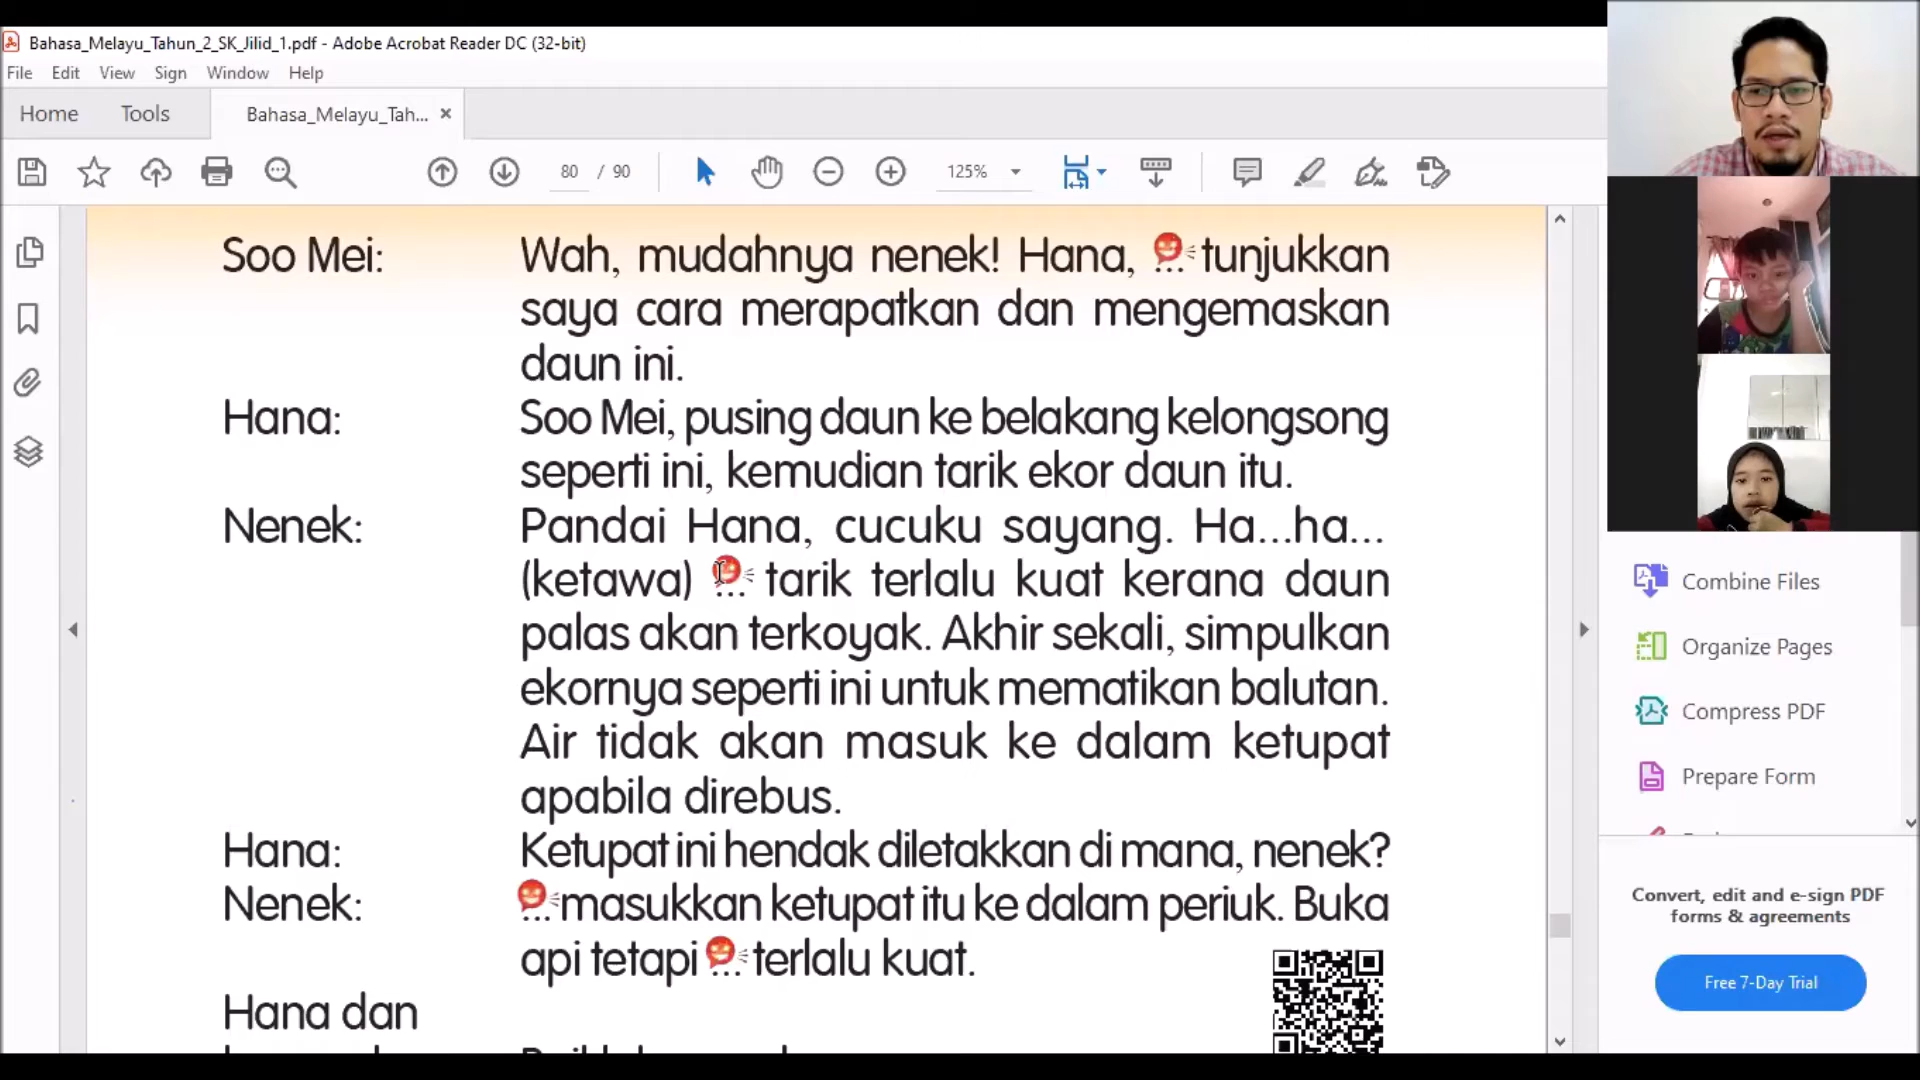 Bahasa_Melayu_Tahun_2_SK_Jilid_1.pdf - Adobe Acrobat Reader DC (32-bit)
File Edit View Sign Window Help
Home Tools Bahasa_Melayu_Tah... ×
80 / 90 125%
Soo Mei: Wah, mudahnya nenek! Hana, ... tunjukkan
saya cara merapatkan dan mengemaskan
daun ini.
Hana: Soo Mei, pusing daun ke belakang kelongsong
seperti ini, kemudian tarik ekor daun itu.
Nenek: Pandai Hana, cucuku sayang. Ha...ha...
(ketawa) ... tarik terlalu kuat kerana daun
palas akan terkoyak. Akhir sekali, simpulkan
ekornya seperti ini untuk mematikan balutan.
Air tidak akan masuk ke dalam ketupat
apabila direbus.
Hana: Ketupat ini hendak diletakkan di mana, nenek?
Nenek: ... masukkan ketupat itu ke dalam periuk. Buka
api tetapi ... terlalu kuat.
Hana dan
Combine Files
Organize Pages
Compress PDF
Prepare Form
Convert, edit and e-sign PDF
forms & agreements
Free 7-Day Trial